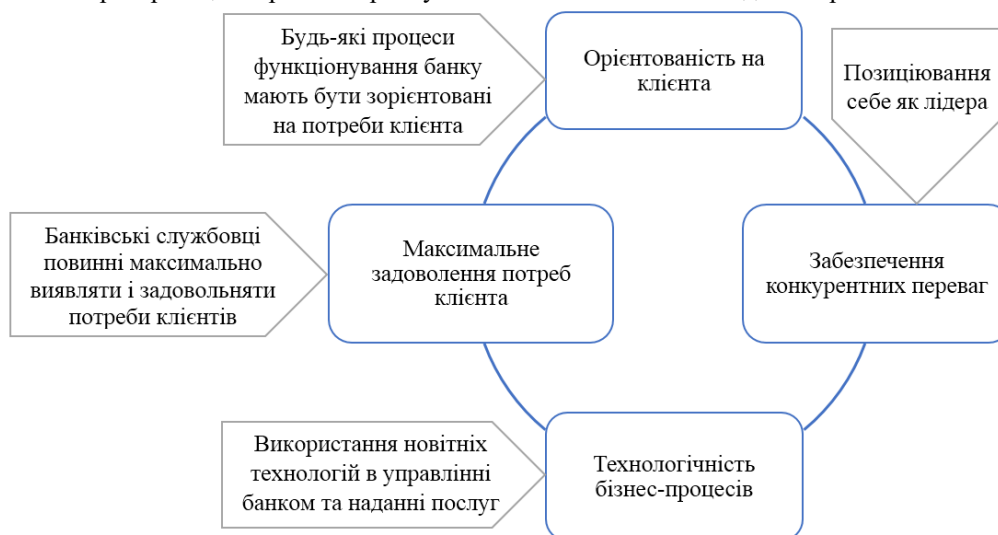 Будь-які процеси
функціонування банку
мають бути зорієнтовані
на потреби клієнта
Орієнтованість на
клієнта
Позиціювання
себе як лідера
Банківські службовці
повинні максимально
виявляти і задовольняти
потреби клієнтів
Максимальне
задоволення потреб
клієнта
Забезпечення
конкурентних переваг
Використання новітніх
технологій в управлінні
банком та наданні послуг
Технологічність
бізнес-процесів